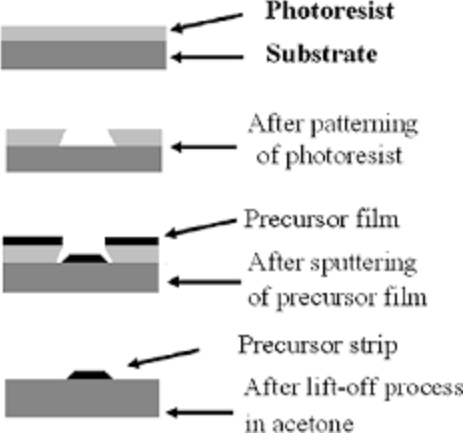 Photoresist
Substrate
After patterning
of photoresist
Precursor film
After sputtering
of precursor film
Precursor strip
After lift-off process
in acetone